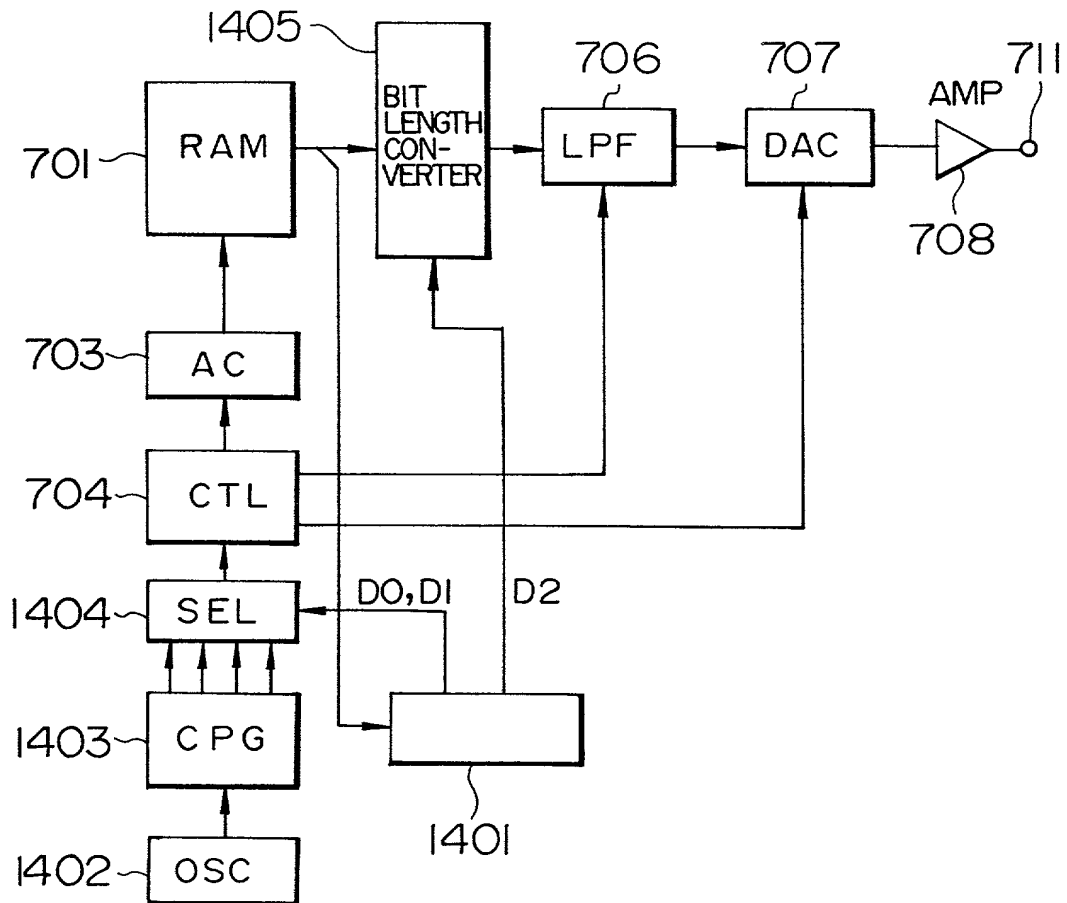 1405
706
707
711
AMP
BIT
LENGTH
CON-
VERTER
RAM
LPF
DAC
701
708
703
AC
704
CTL
D0, D1
D2
1404
SEL
1403
CPG
1401
1402
OSC